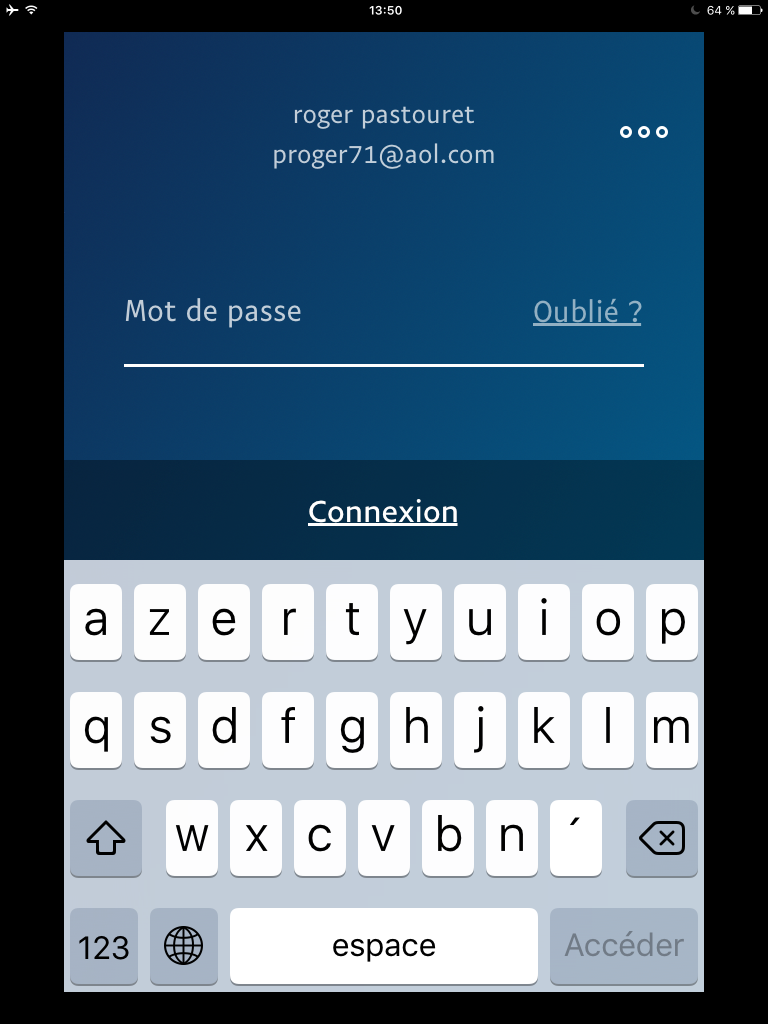 13:50
64 %
roger pastouret
proger71@aol.com
Mot de passe
Oublié ?
Connexion
a z e r t y u i o p
q s d f g h j k l m
w x c v b n ´
123 espace Accéder